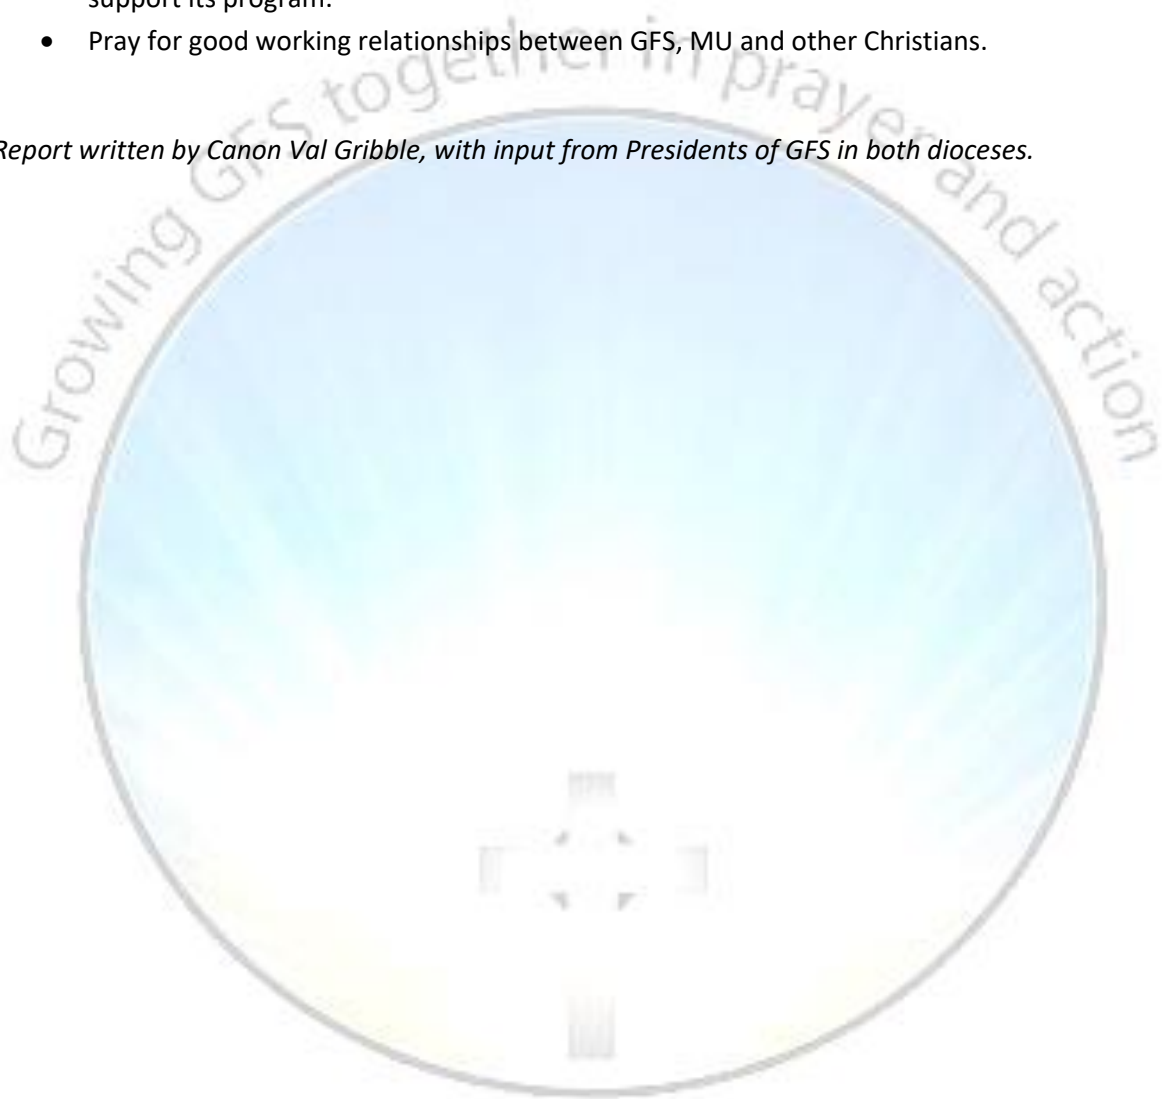 support its program.
• Pray for good working relationships between GFS, MU and other Christians.
Growing GFS together in prayer and action
Report written by Canon Val Gribble, with input from Presidents of GFS in both dioceses.